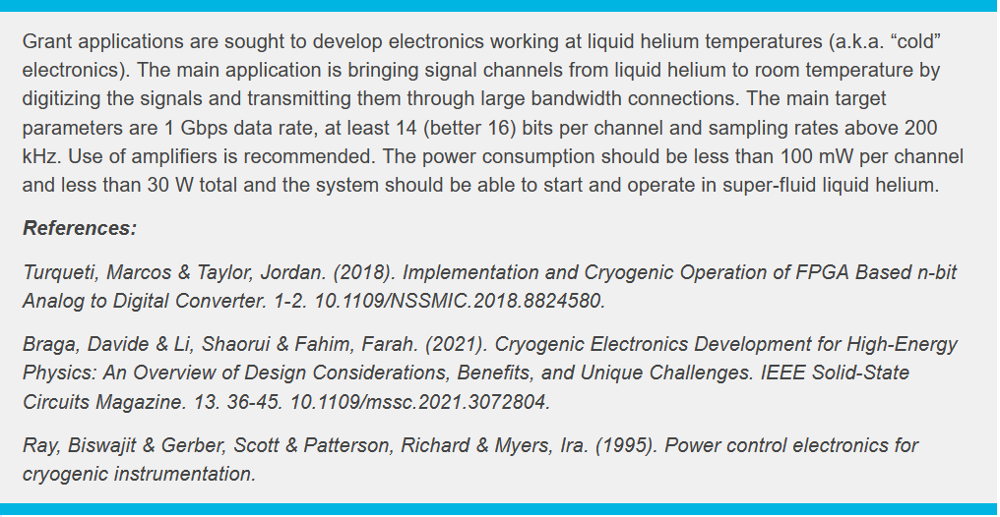 Grant applications are sought to develop electronics working at liquid helium temperatures (a.k.a. “cold”
electronics). The main application is bringing signal channels from liquid helium to room temperature by
digitizing the signals and transmitting them through large bandwidth connections. The main target
parameters are 1 Gbps data rate, at least 14 (better 16) bits per channel and sampling rates above 200
kHz. Use of amplifiers is recommended. The power consumption should be less than 100 mW per channel
and less than 30 W total and the system should be able to start and operate in super-fluid liquid helium.
References:
Turqueti, Marcos & Taylor, Jordan. (2018). Implementation and Cryogenic Operation of FPGA Based n-bit
Analog to Digital Converter. 1-2. 10.1109/NSSMIC.2018.8824580.
Braga, Davide & Li, Shaorui & Fahim, Farah. (2021). Cryogenic Electronics Development for High-Energy
Physics: An Overview of Design Considerations, Benefits, and Unique Challenges. IEEE Solid-State
Circuits Magazine. 13. 36-45. 10.1109/mssc.2021.3072804.
Ray, Biswajit & Gerber, Scott & Patterson, Richard & Myers, Ira. (1995). Power control electronics for
cryogenic instrumentation.